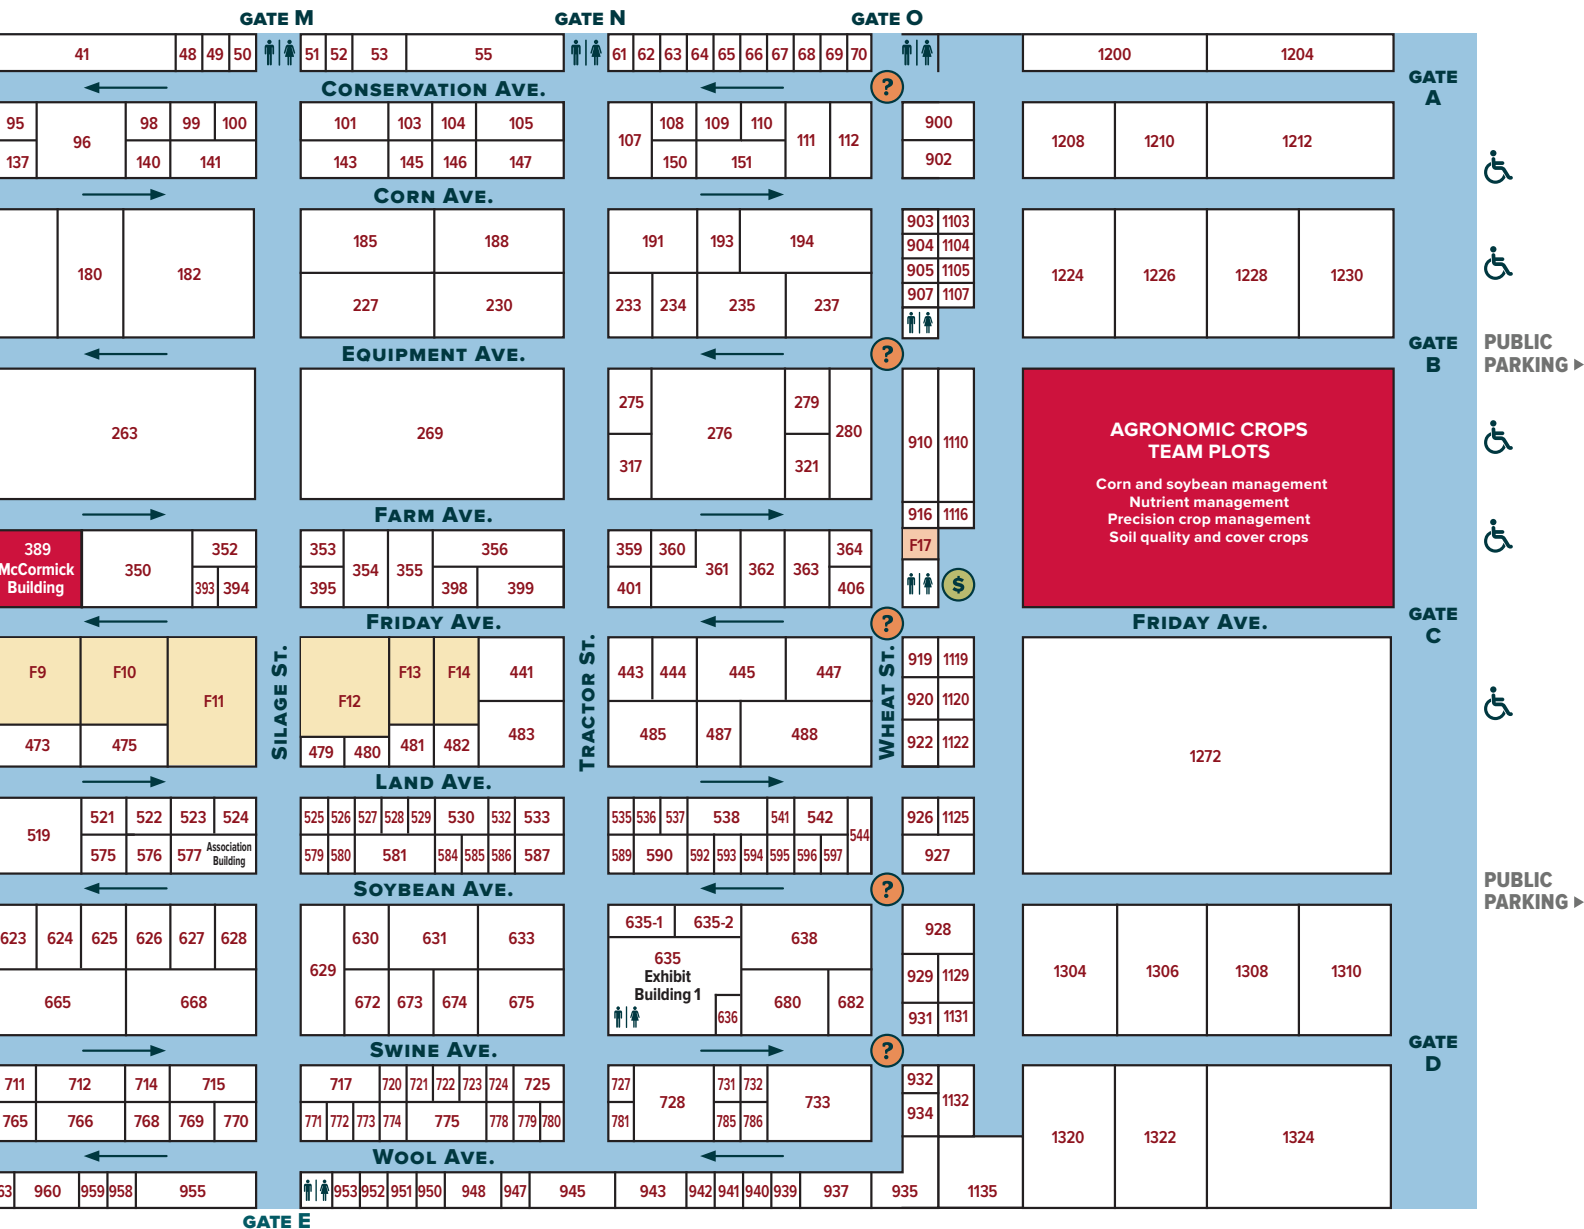 GATE M GATE N GATE O
41 48 49 50 51 52 53 55 61 62 63 64 65 66 67 68 69 70 1200 1204
GATE
A
CONSERVATION AVE. ?
95 96 98 99 100 101 103 104 105 107 108 109 110 111 112 900 1208 1210 1212
137 140 141 143 145 146 147 150 151 902
CORN AVE.
180 182 185 188 191 193 194 903 1103 1224 1226 1228 1230
904 1104
905 1105
227 230 233 234 235 237 907 1107
EQUIPMENT AVE. ?
GATE
B
PUBLIC
PARKING
263 269 275 276 279 280 910 1110
317 321
AGRONOMIC CROPS
TEAM PLOTS
Corn and soybean management
Nutrient management
Precision crop management
Soil quality and cover crops
FARM AVE.
916 1116
389
McCormick
Building
350 352 353 354 355 356 359 360 361 362 363 364 F17
393 394 395 398 399 401 406 $
FRIDAY AVE. ? FRIDAY AVE.
GATE
C
SILAGE ST.
TRACTOR ST.
WHEAT ST.
F9 F10 F11 F12 F13 F14 441 443 444 445 447 919 1119
920 1120
473 475 479 480 481 482 483 485 487 488 922 1122
1272
LAND AVE.
519 521 522 523 524 525 526 527 528 529 530 532 533 535 536 537 538 541 542 544 926 1125
575 576 577 Association
Building
579 580 581 584 585 586 587 589 590 592 593 594 595 596 597 927
SOYBEAN AVE. ?
PUBLIC
PARKING
623 624 625 626 627 628 629 630 631 633 635-1 635-2 638 928
635
Exhibit
Building 1
636
665 668 672 673 674 675 680 682 929 1129 1304 1306 1308 1310
931 1131
SWINE AVE. ?
GATE
D
711 712 714 715 717 720 721 722 723 724 725 727 728 731 732 733 932 1132
765 766 768 769 770 771 772 773 774 775 778 779 780 781 785 786 934
1320 1322 1324
WOOL AVE.
960 959 958 955 953 952 951 950 948 947 945 943 942 941 940 939 937 935 1135
GATE E